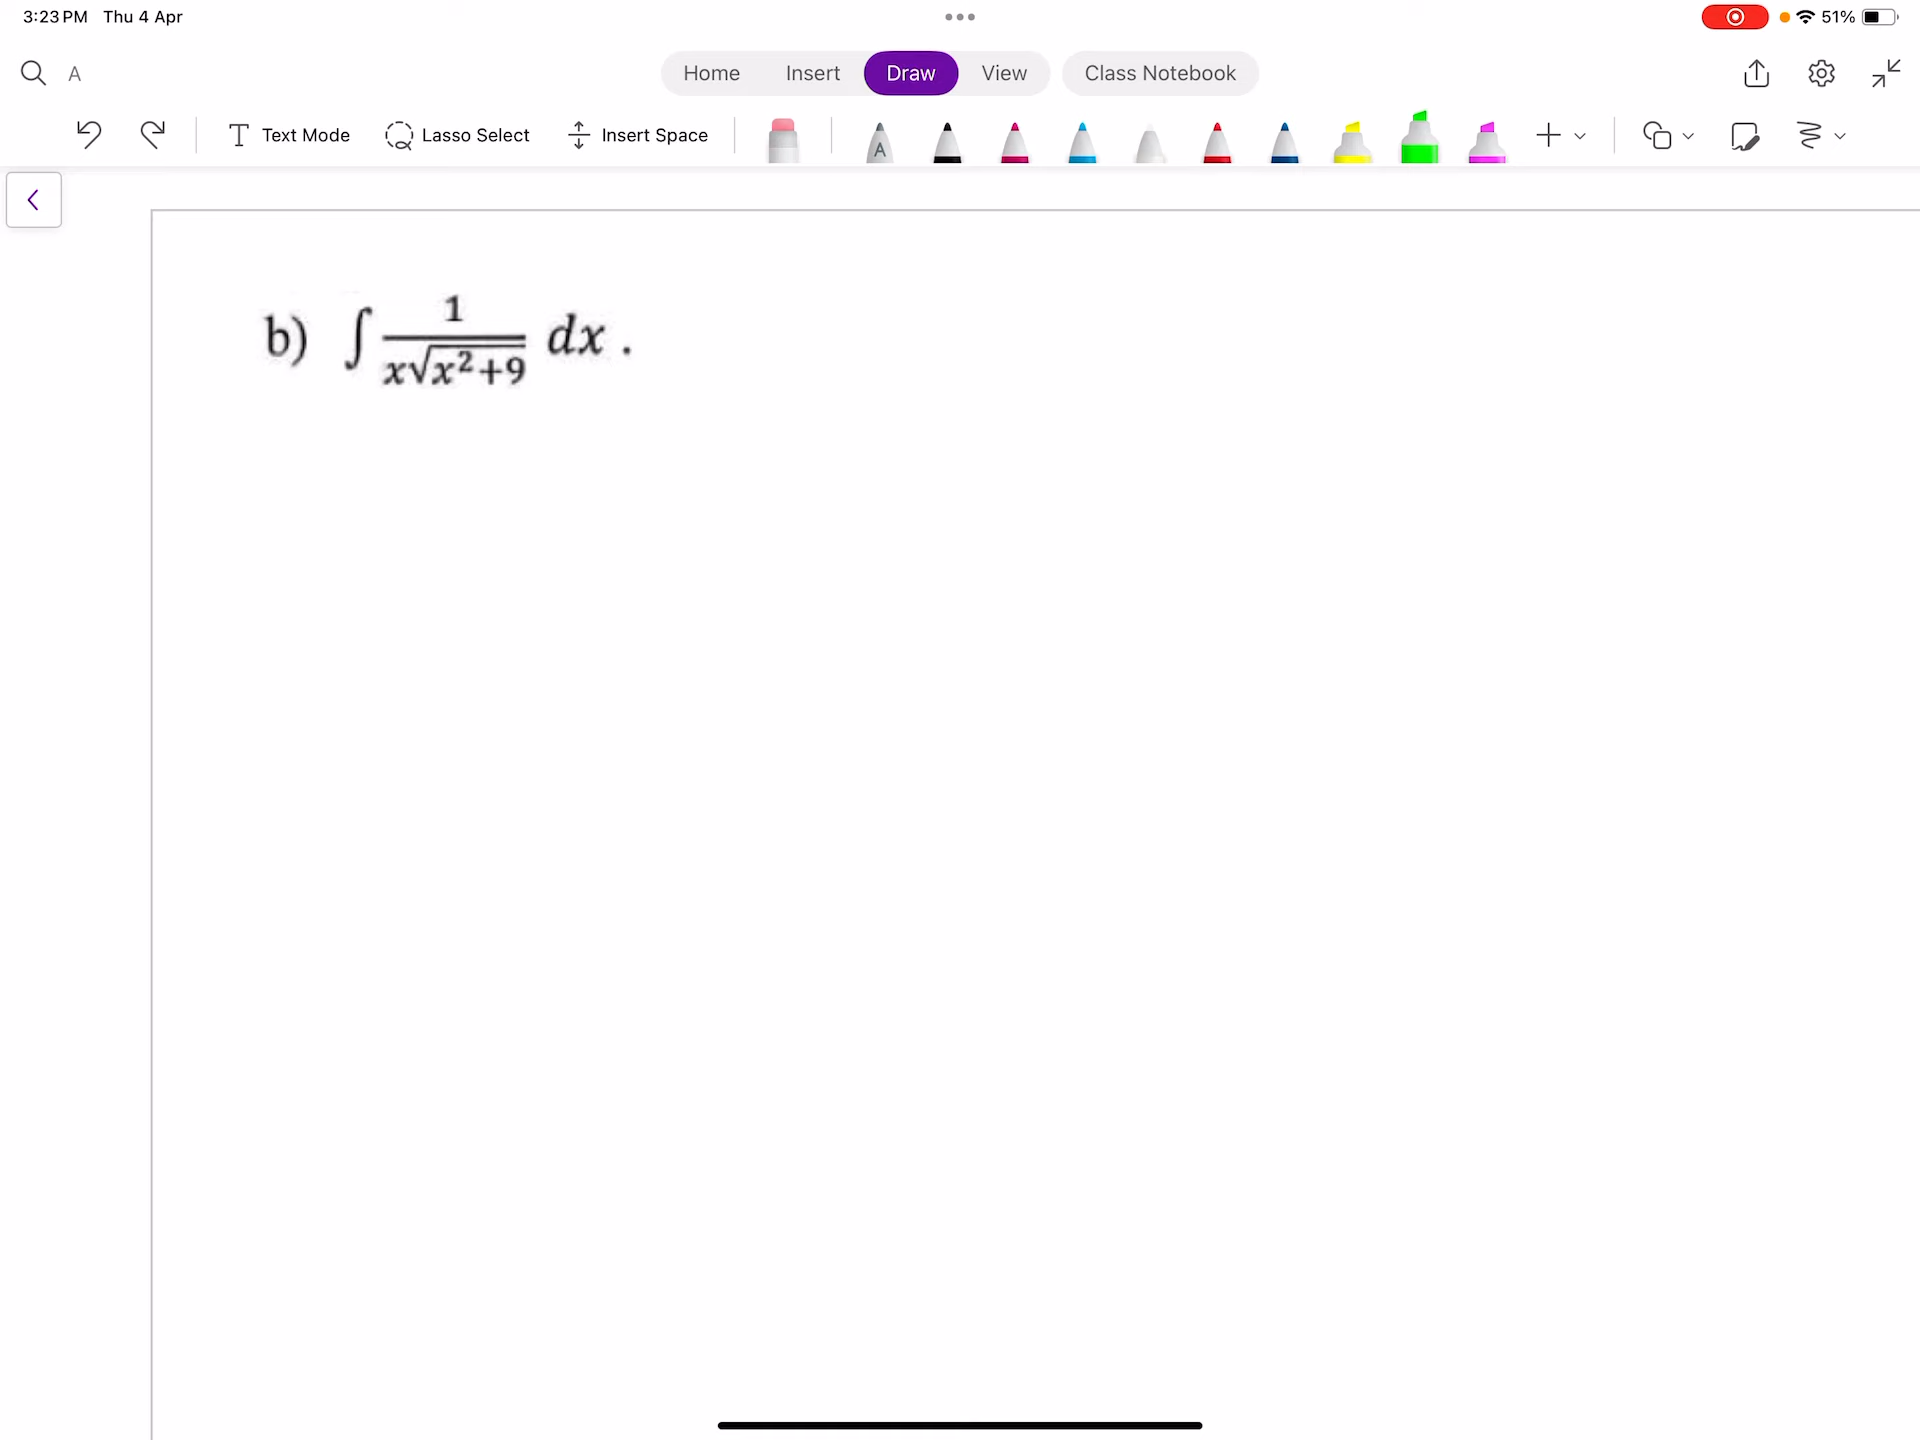 3:23 PM Thu 4 Apr
51%
A
Home Insert Draw View Class Notebook
Text Mode Lasso Select Insert Space
A
b) ∫ 1/(x√(x²+9)) dx .